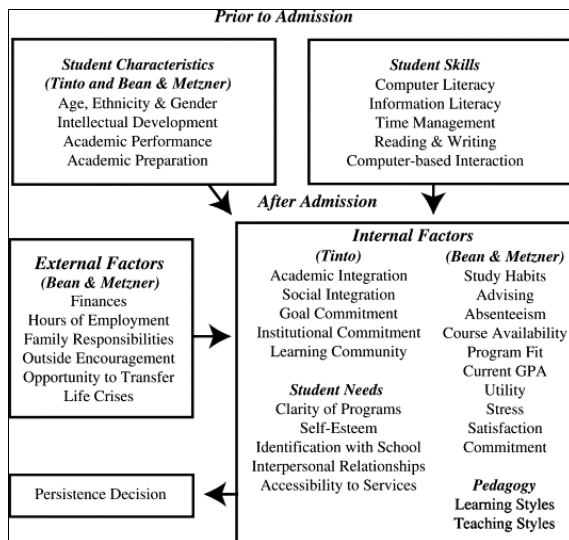 Prior to Admission
Student Characteristics
(Tinto and Bean & Metzner)
Age, Ethnicity & Gender
Intellectual Development
Academic Performance
Academic Preparation
Student Skills
Computer Literacy
Information Literacy
Time Management
Reading & Writing
Computer-based Interaction
After Admission
External Factors
(Bean & Metzner)
Finances
Hours of Employment
Family Responsibilities
Outside Encouragement
Opportunity to Transfer
Life Crises
Internal Factors
(Tinto)
Academic Integration
Social Integration
Goal Commitment
Institutional Commitment
Learning Community
Student Needs
Clarity of Programs
Self-Esteem
Identification with School
Interpersonal Relationships
Accessibility to Services
(Bean & Metzner)
Study Habits
Advising
Absenteeism
Course Availability
Program Fit
Current GPA
Utility
Stress
Satisfaction
Commitment
Pedagogy
Learning Styles
Teaching Styles
Persistence Decision